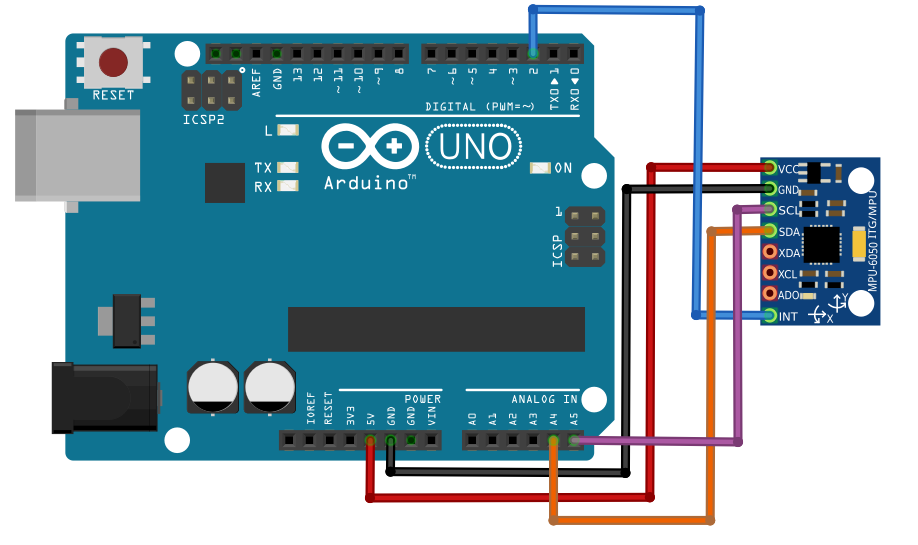 RESET
ICSP2
AREF
GND
13
12
~11
~10
~9
8
7
~6
~5
4
~3
2
TX0▶1
RX0◀0
DIGITAL (PWM=~)
L
TX
RX
UNO
Arduino™
ON
1
ICSP
VCC
GND
SCL
SDA
XDA
XCL
ADO
INT
MPU-6050 ITG/MPU
Y
X
POWER
ANALOG IN
IOREF
RESET
3V3
5V
GND
GND
VIN
A0
A1
A2
A3
A4
A5